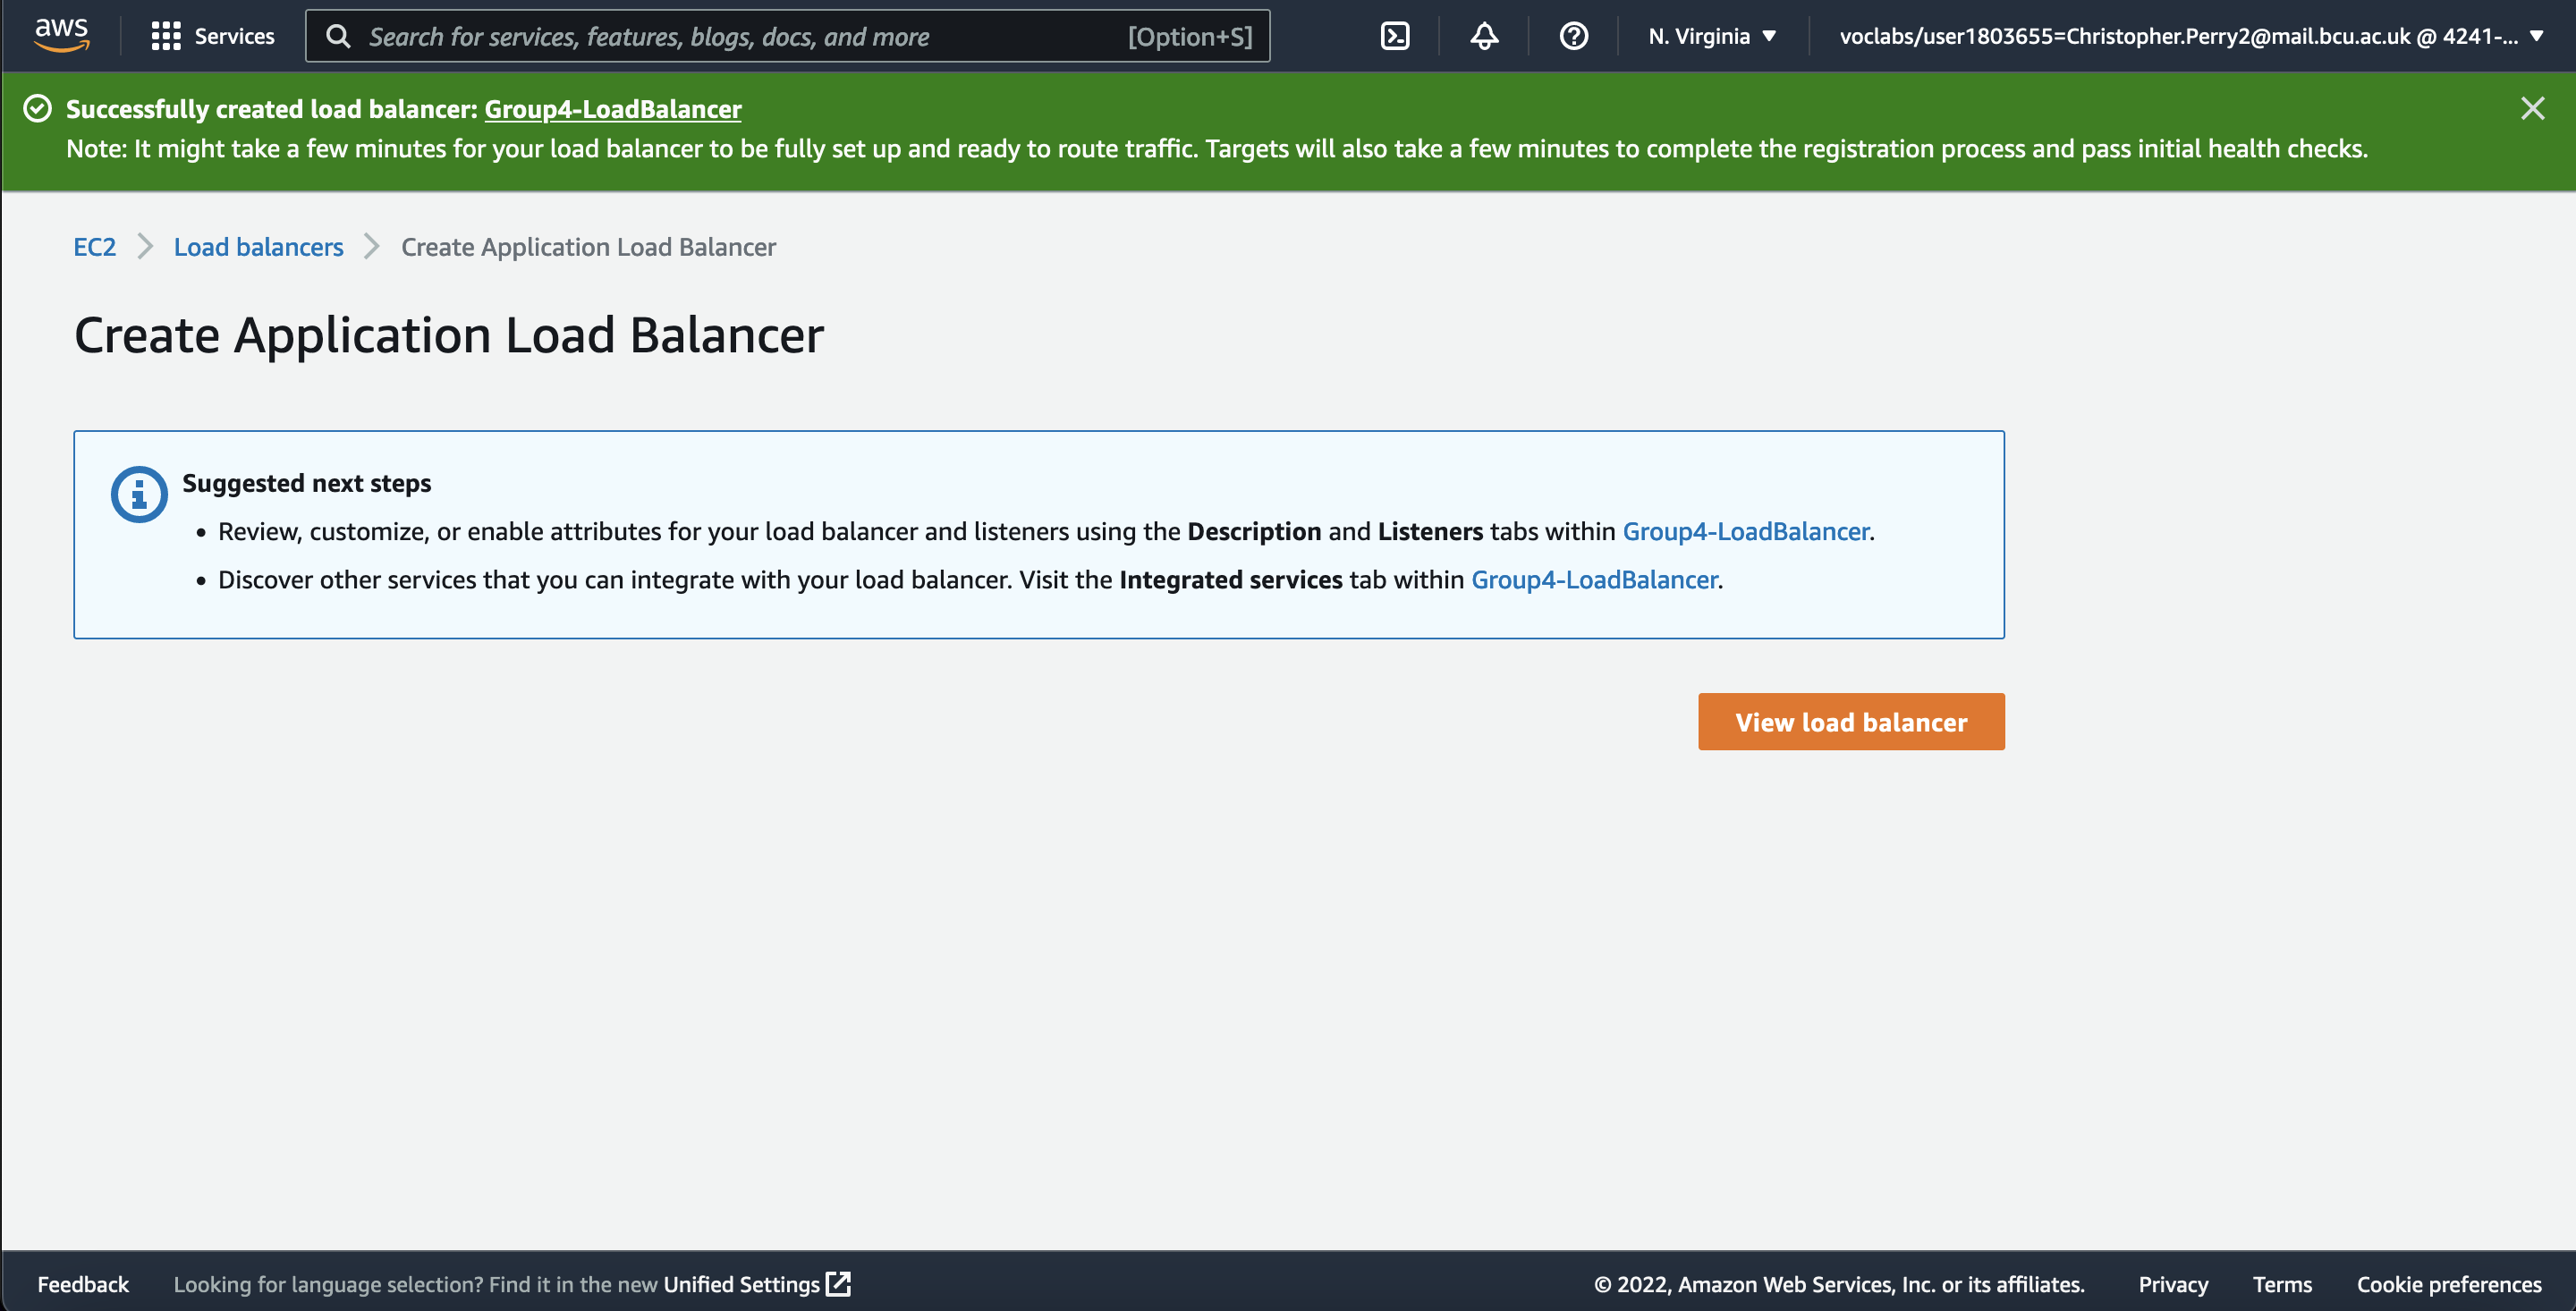 aws Services Search for services, features, blogs, docs, and more [Option+S] N. Virginia voclabs/user1803655=Christopher.Perry2@mail.bcu.ac.uk @ 4241-...
Successfully created load balancer: Group4-LoadBalancer
Note: It might take a few minutes for your load balancer to be fully set up and ready to route traffic. Targets will also take a few minutes to complete the registration process and pass initial health checks.
EC2 Load balancers Create Application Load Balancer
Create Application Load Balancer
Suggested next steps
• Review, customize, or enable attributes for your load balancer and listeners using the Description and Listeners tabs within Group4-LoadBalancer.
• Discover other services that you can integrate with your load balancer. Visit the Integrated services tab within Group4-LoadBalancer.
View load balancer
Feedback Looking for language selection? Find it in the new Unified Settings © 2022, Amazon Web Services, Inc. or its affiliates. Privacy Terms Cookie preferences